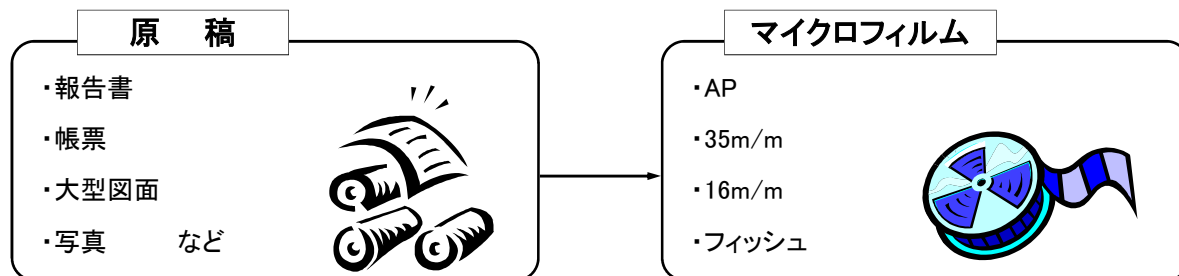 原　稿
・報告書
・帳票
・大型図面
・写真　　など
マイクロフィルム
・AP
・35m/m
・16m/m
・フィッシュ